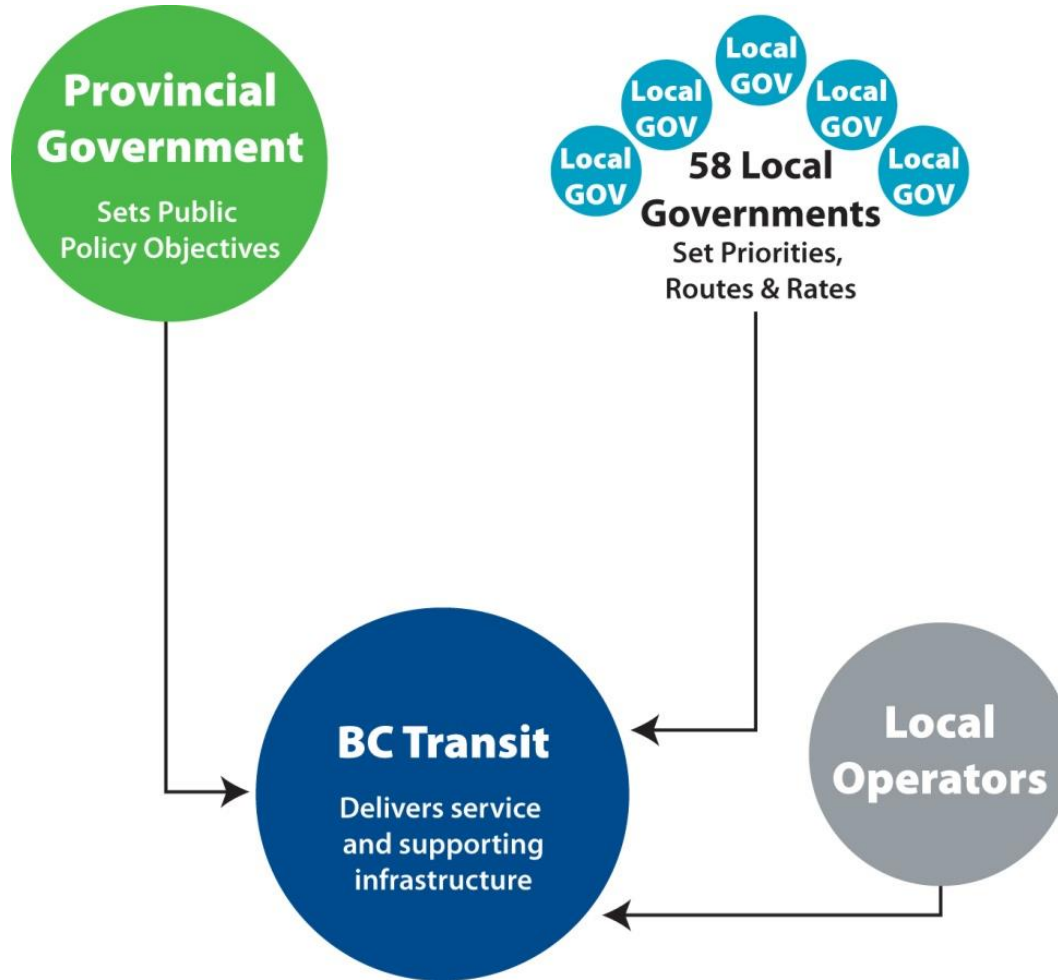 Provincial
Government
Sets Public
Policy Objectives
Local
GOV
Local
GOV
Local
GOV
Local
GOV
Local
GOV
58 Local
Governments
Set Priorities,
Routes & Rates
BC Transit
Delivers service
and supporting
infrastructure
Local
Operators